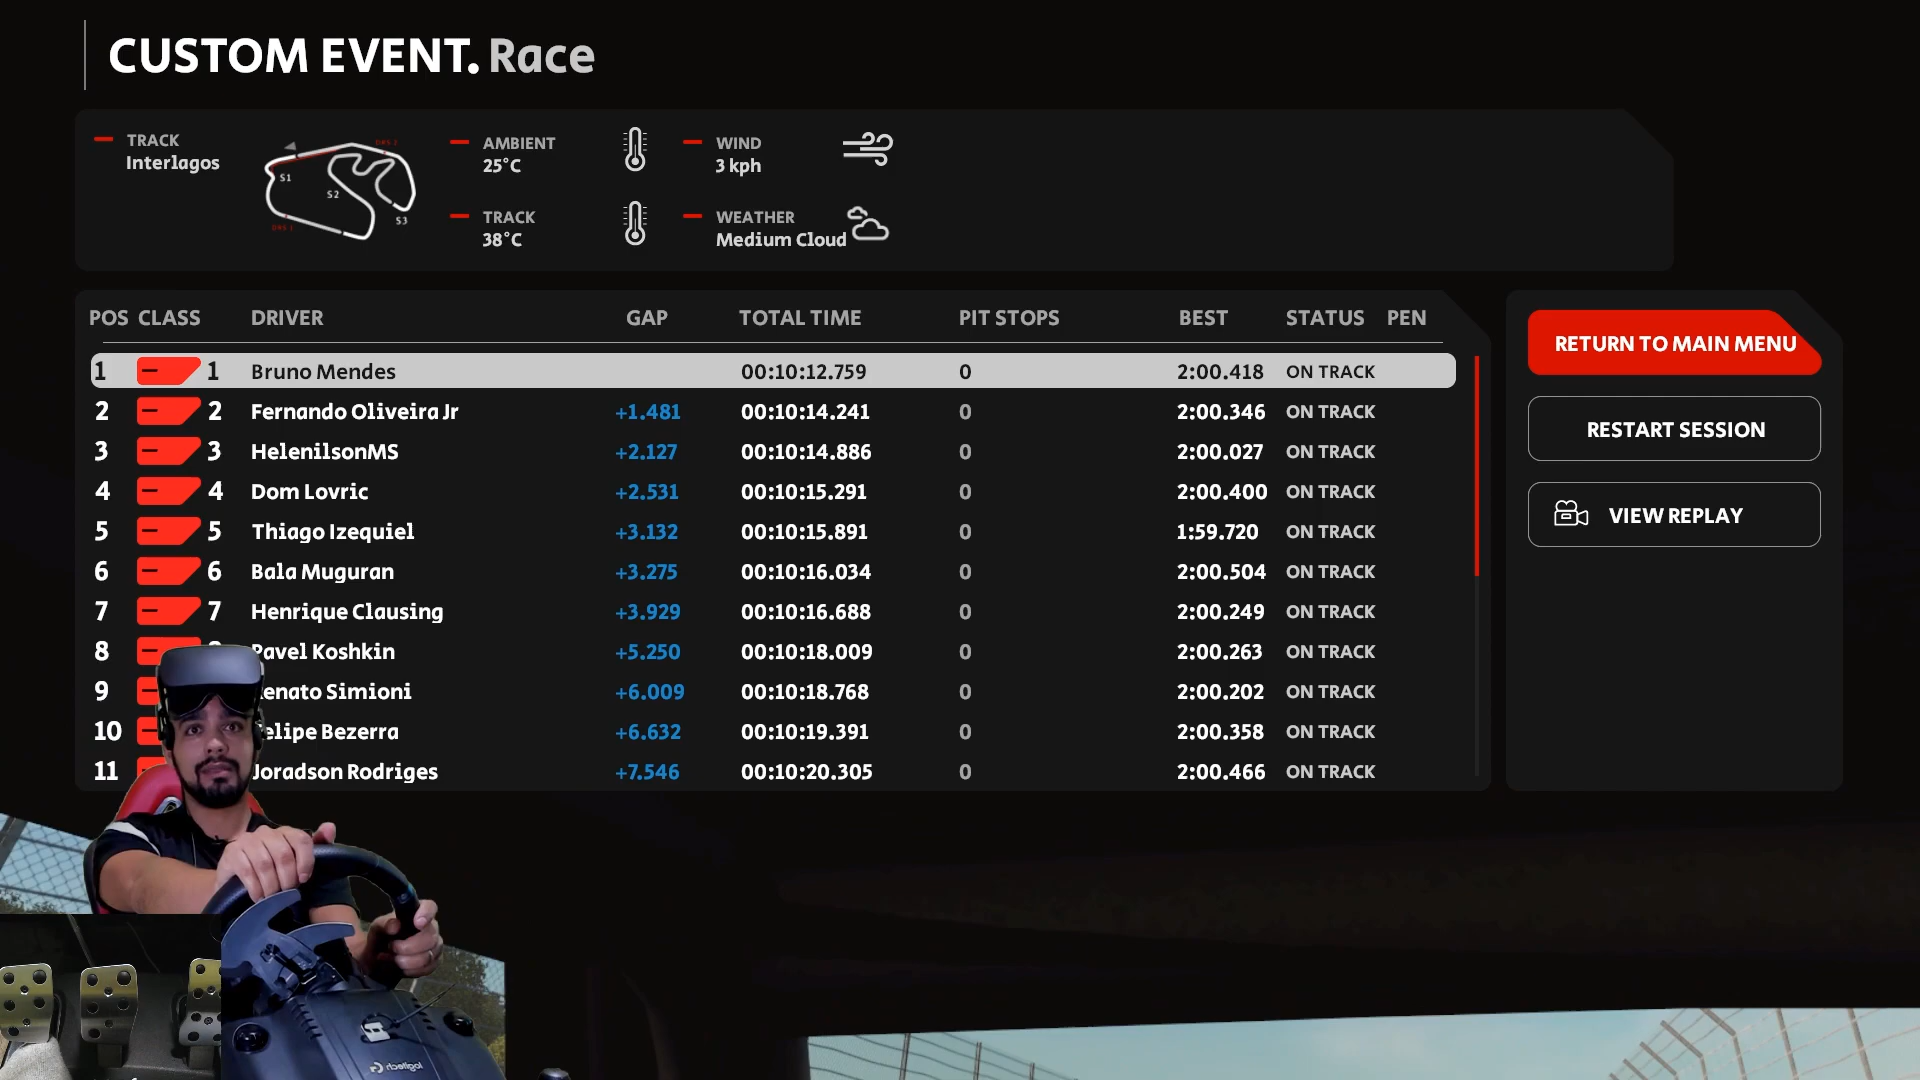 CUSTOM EVENT. Race
TRACK
Interlagos
S1
S2
S3
DRS 1
DRS 2
AMBIENT
25°C
TRACK
38°C
WIND
3 kph
WEATHER
Medium Cloud
POS CLASS DRIVER GAP TOTAL TIME PIT STOPS BEST STATUS PEN
1 1 Bruno Mendes 00:10:12.759 0 2:00.418 ON TRACK
2 2 Fernando Oliveira Jr +1.481 00:10:14.241 0 2:00.346 ON TRACK
3 3 HelenilsonMS +2.127 00:10:14.886 0 2:00.027 ON TRACK
4 4 Dom Lovric +2.531 00:10:15.291 0 2:00.400 ON TRACK
5 5 Thiago Izequiel +3.132 00:10:15.891 0 1:59.720 ON TRACK
6 6 Bala Muguran +3.275 00:10:16.034 0 2:00.504 ON TRACK
7 7 Henrique Clausing +3.929 00:10:16.688 0 2:00.249 ON TRACK
8 Pavel Koshkin +5.250 00:10:18.009 0 2:00.263 ON TRACK
9 Simioni +6.009 00:10:18.768 0 2:00.202 ON TRACK
10 Bezerra +6.632 00:10:19.391 0 2:00.358 ON TRACK
11 Joradson Rodriges +7.546 00:10:20.305 0 2:00.466 ON TRACK
RETURN TO MAIN MENU
RESTART SESSION
VIEW REPLAY
logitech